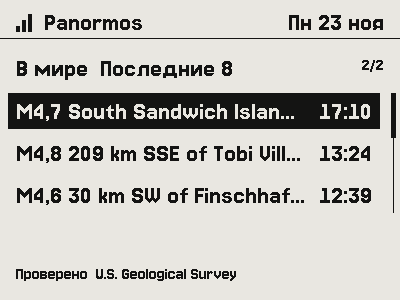 Panormos Пн 23 ноя
В мире Последние 8 2/2
M4,7 South Sandwich Islan... 17:10
M4,8 209 km SSE of Tobi Vill... 13:24
M4,6 30 km SW of Finschhaf... 12:39
Проверено U.S. Geological Survey